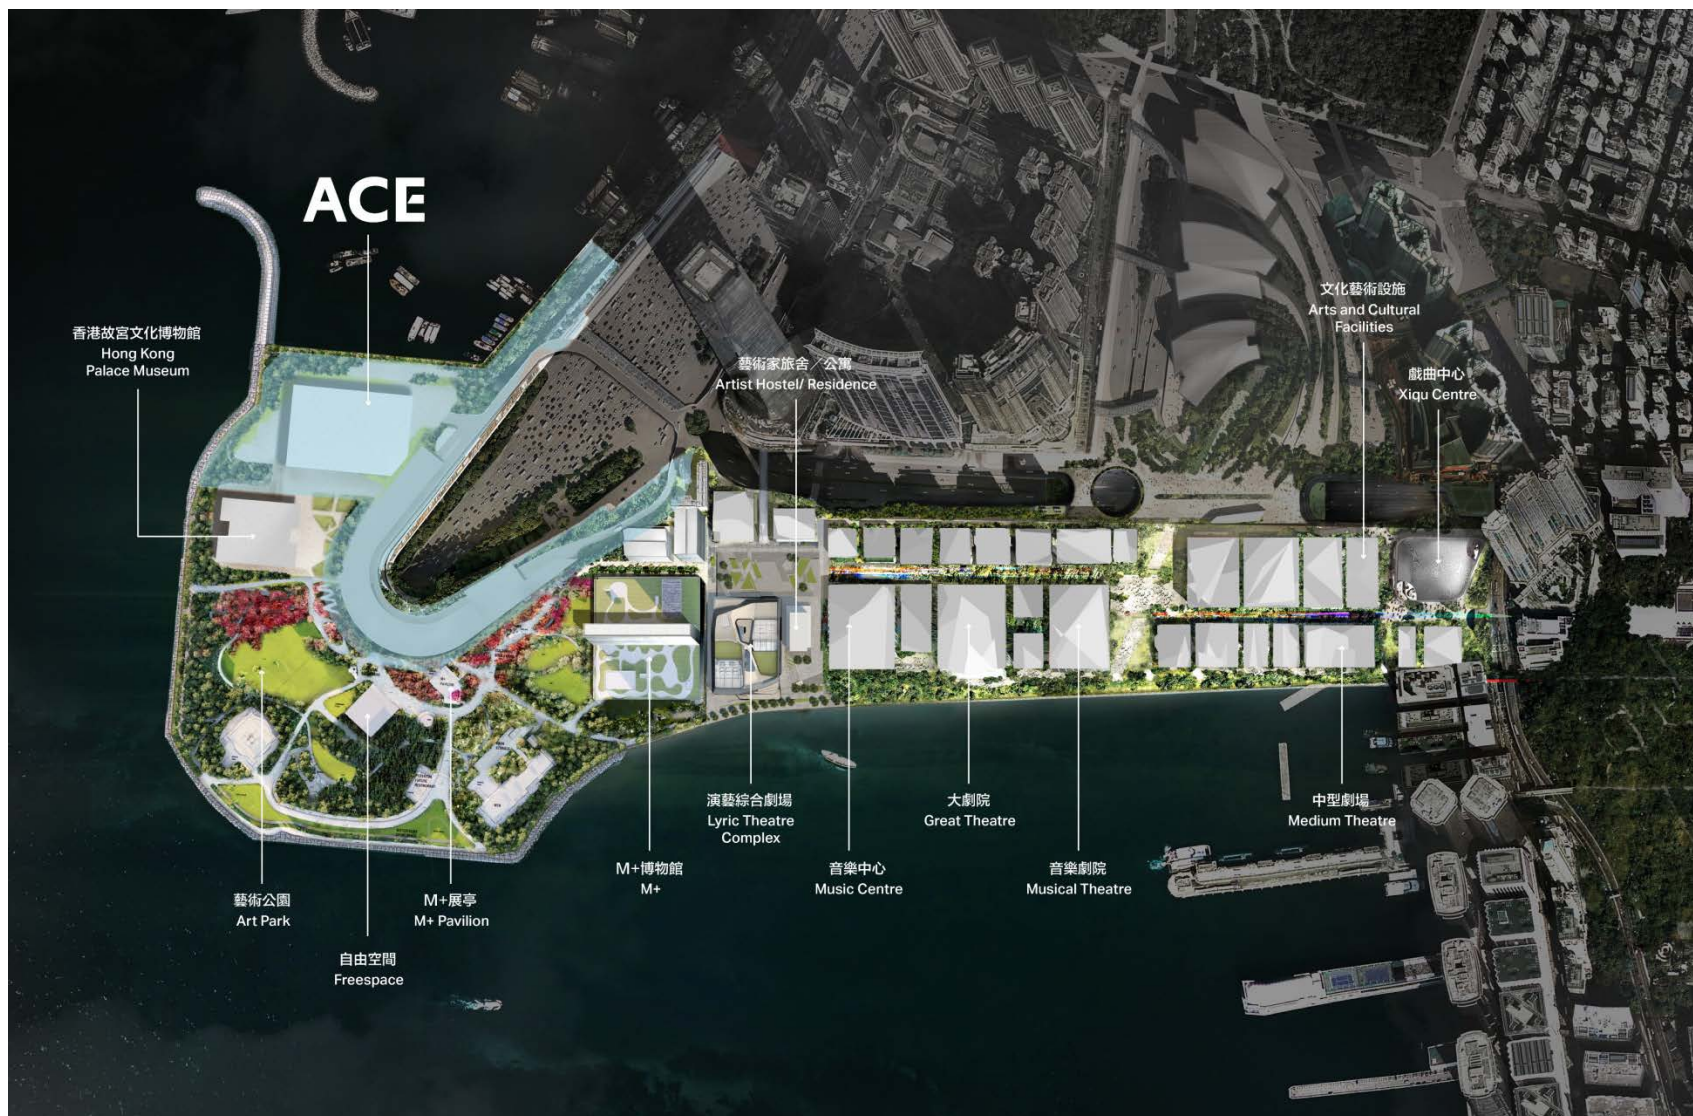 ACE
香港故宮文化博物館
Hong Kong
Palace Museum
藝術家旅舍／公寓
Artist Hostel/ Residence
文化藝術設施
Arts and Cultural
Facilities
戲曲中心
Xiqu Centre
演藝綜合劇場
Lyric Theatre
Complex
大劇院
Great Theatre
中型劇場
Medium Theatre
M+博物館
M+
音樂中心
Music Centre
音樂劇院
Musical Theatre
藝術公園
Art Park
M+展亭
M+ Pavilion
自由空間
Freespace